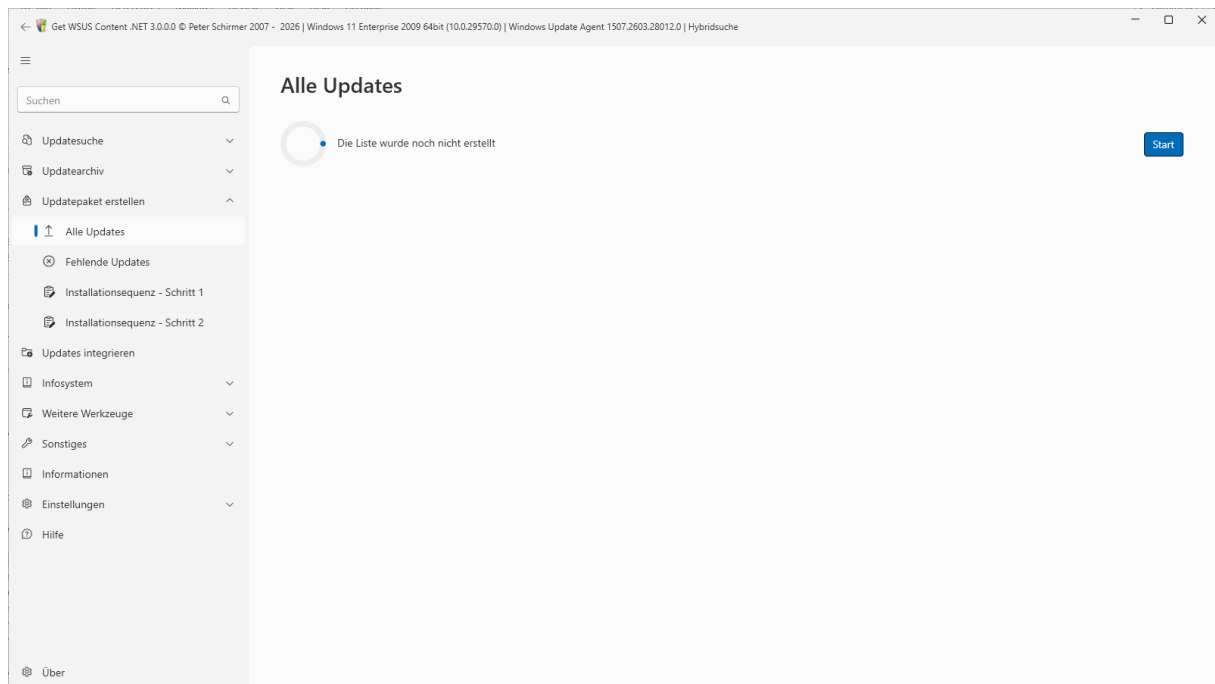 Get WSUS Content .NET 3.0.0.0 © Peter Schirmer 2007 - 2026 | Windows 11 Enterprise 2009 64bit (10.0.29570.0) | Windows Update Agent 1507.2603.28012.0 | Hybridsuche
Suchen
Updatesuche
Updatearchiv
Updatepaket erstellen
Alle Updates
Fehlende Updates
Installationsequenz - Schritt 1
Installationsequenz - Schritt 2
Updates integrieren
Infosystem
Weitere Werkzeuge
Sonstiges
Informationen
Einstellungen
Hilfe
Über
Alle Updates
Die Liste wurde noch nicht erstellt
Start